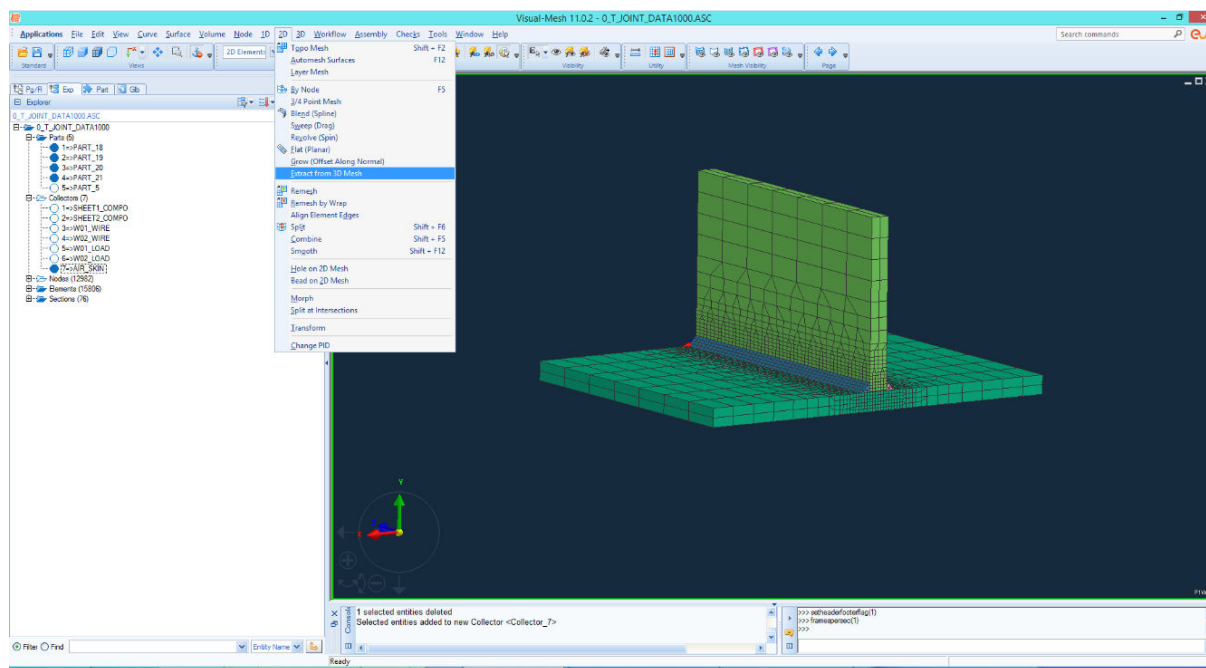 Visual-Mesh 11.0.2 - 0_T_JOINT_DATA1000.ASC
Applications File Edit View Curve Surface Volume Node 1D 2D 3D Workflow Assembly Checks Tools Window Help
Search commands
2D Elements
Standard Views Visibility Utility Mesh Visibility Page
Pg/R Exp Part Glb
Explorer
0_T_JOINT_DATA1000.ASC
0_T_JOINT_DATA1000
Parts (5)
1=>PART_18
2=>PART_19
3=>PART_20
4=>PART_21
5=>PART_5
Collectors (7)
1=>SHEET1_COMPO
2=>SHEET2_COMPO
3=>W01_WIRE
4=>W02_WIRE
5=>W01_LOAD
6=>W02_LOAD
7=>AIR_SKIN
Nodes (12982)
Elements (15806)
Sections (76)
Topo Mesh Shift + F2
Automesh Surfaces F12
Layer Mesh
By Node F5
3/4 Point Mesh
Blend (Spline)
Sweep (Drag)
Revolve (Spin)
Flat (Planar)
Grow (Offset Along Normal)
Extract from 3D Mesh
Remesh
Remesh by Wrap
Align Element Edges
Split Shift + F6
Combine Shift + F5
Smooth Shift + F12
Hole on 2D Mesh
Bead on 2D Mesh
Morph
Split at Intersections
Transform
Change PID
Y
X
Z
Console
1 selected entities deleted
Selected entities added to new Collector <Collector_7>
>>> setheaderfooterflag(1)
>>> framepersec(1)
>>>
Filter Find Entity Name
Ready